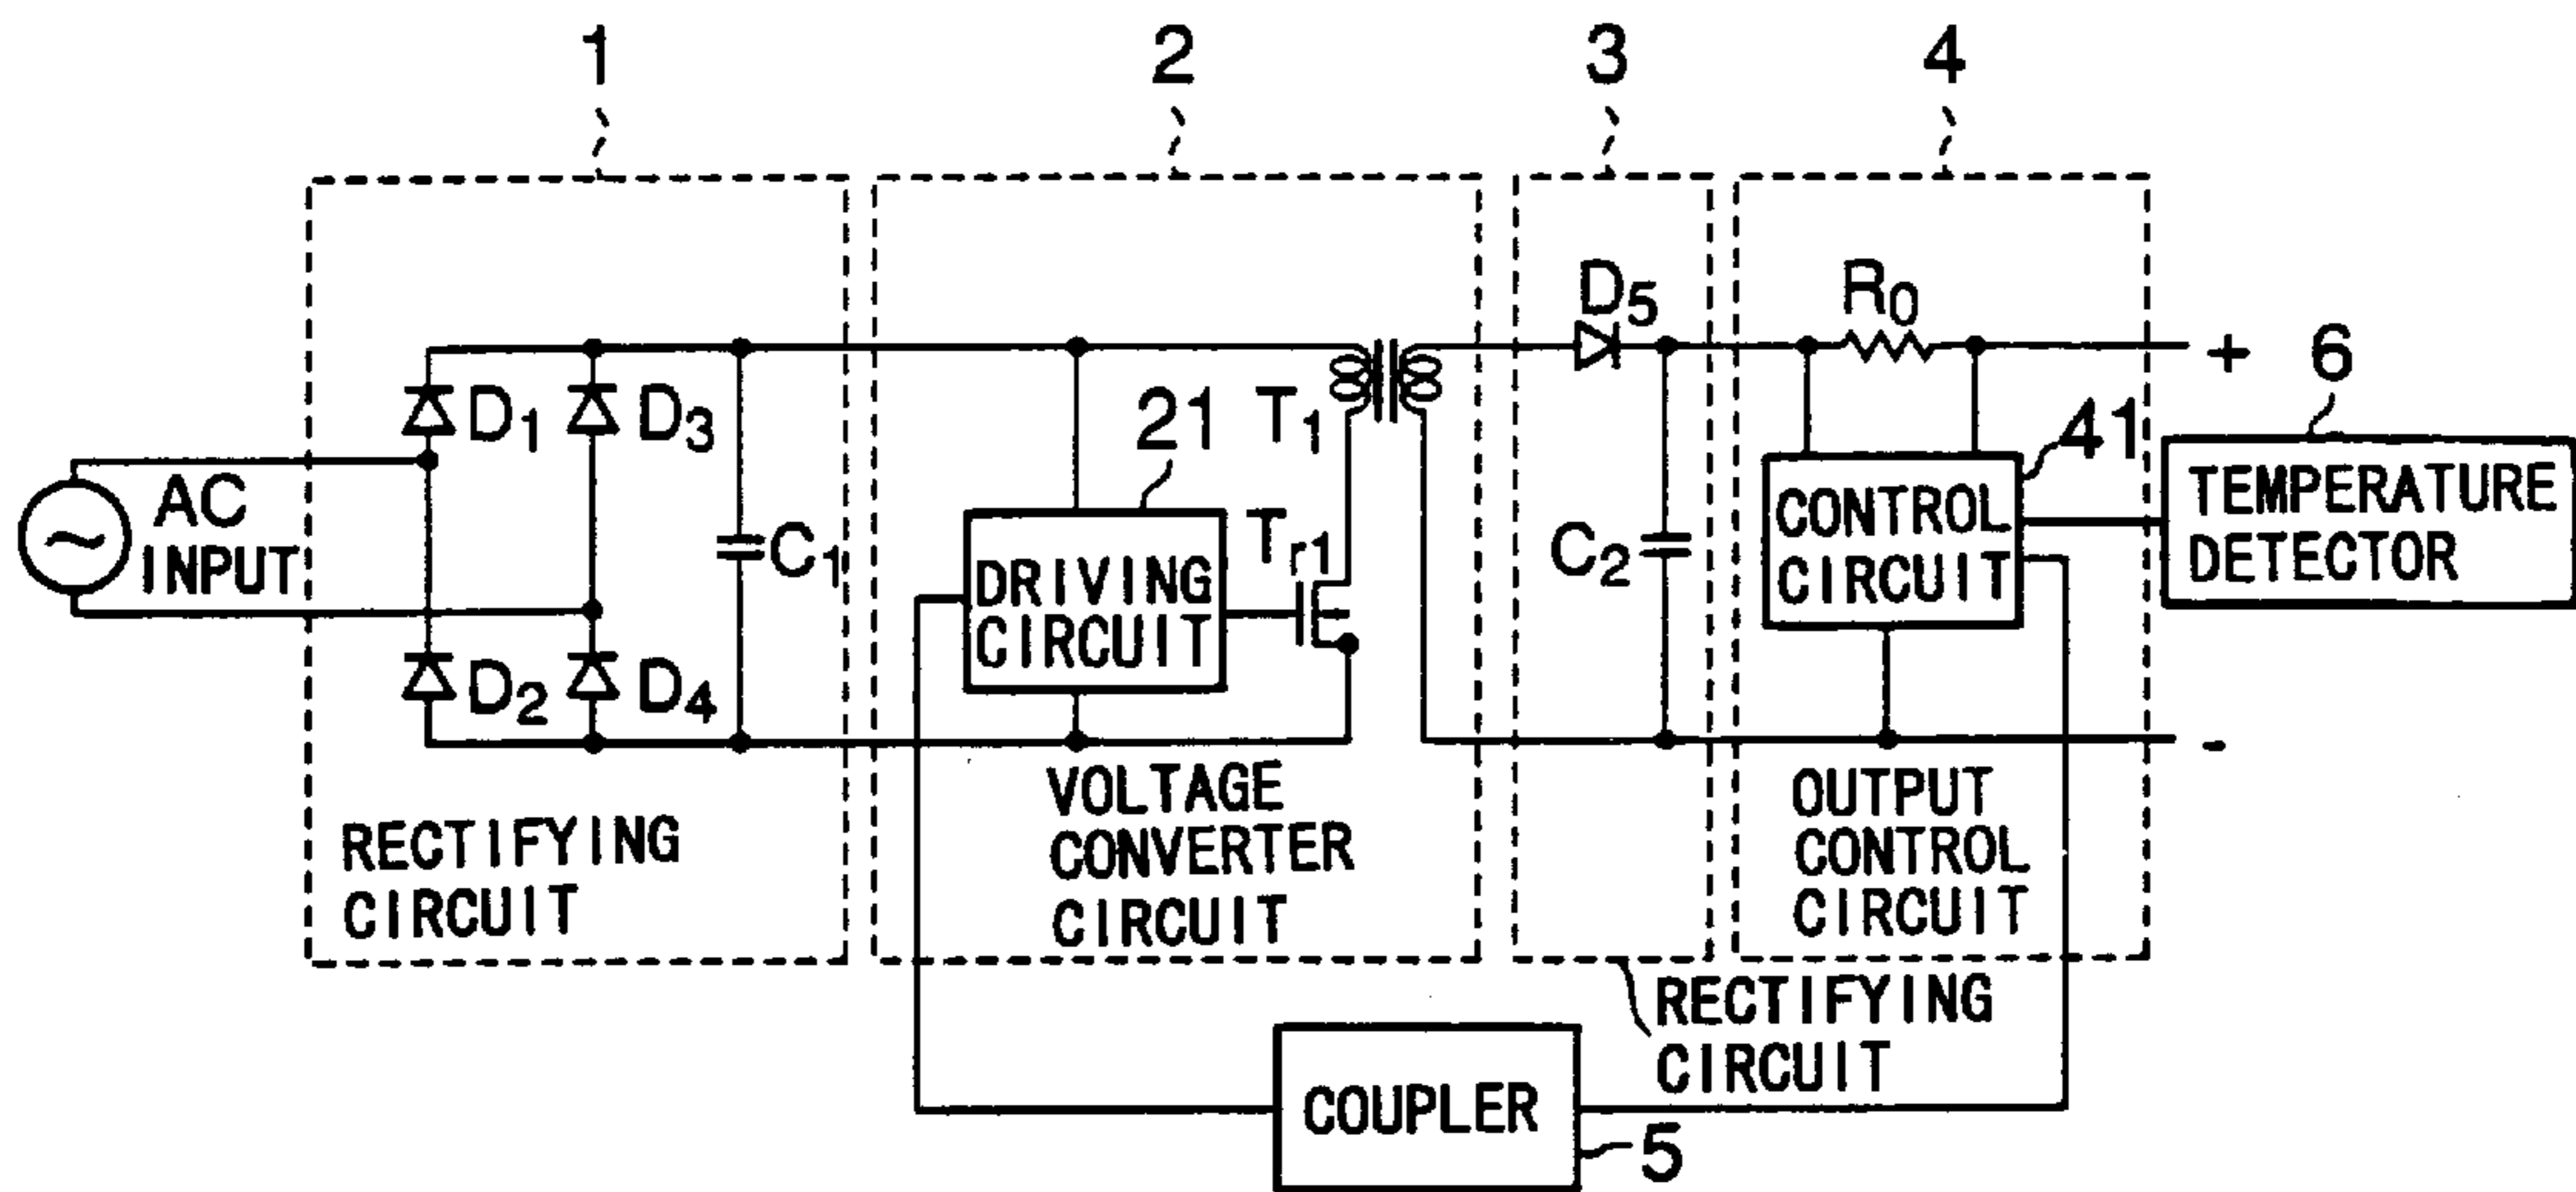 1
2
3
4
D5
R0
+
6
D1
D3
21
T1
41
AC
INPUT
C1
DRIVING
CIRCUIT
Tr1
C2
CONTROL
CIRCUIT
TEMPERATURE
DETECTOR
D2
D4
-
RECTIFYING
CIRCUIT
VOLTAGE
CONVERTER
CIRCUIT
OUTPUT
CONTROL
CIRCUIT
RECTIFYING
CIRCUIT
COUPLER
5